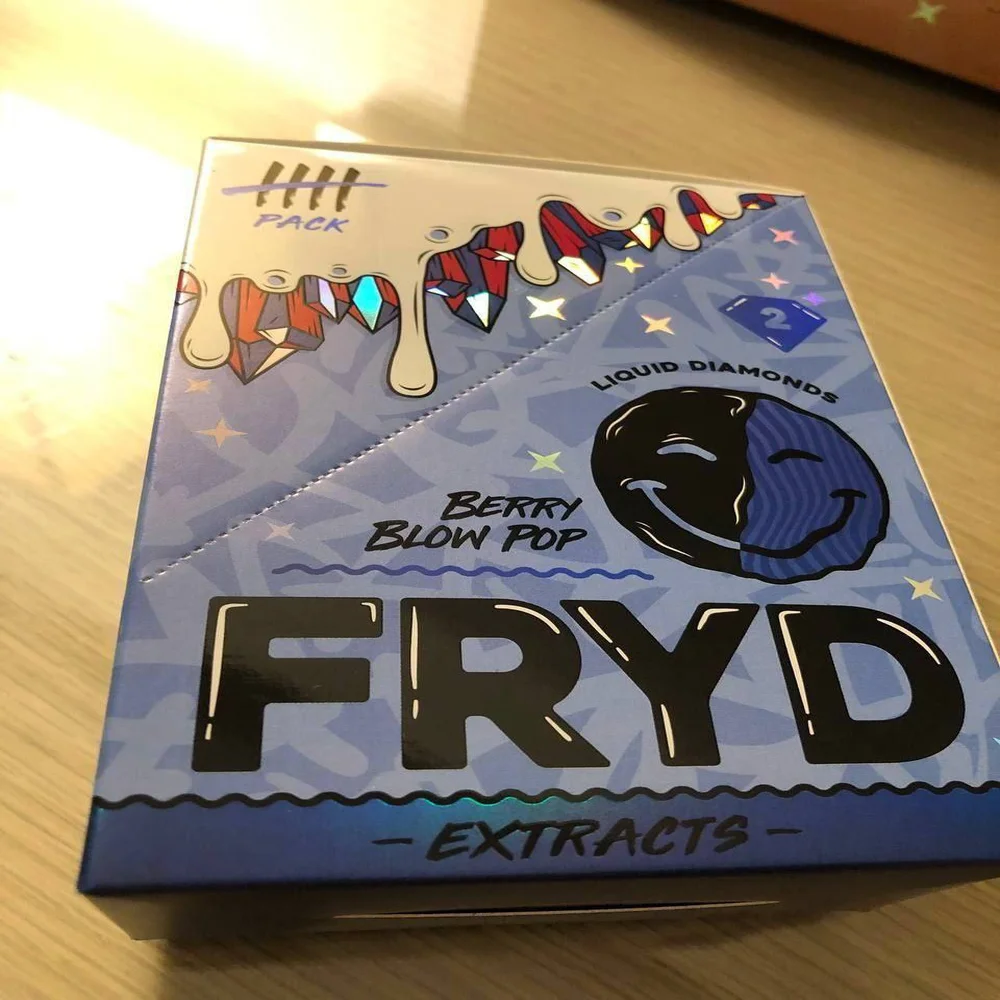 PACK
2
LIQUID DIAMONDS
BERRY
BLOW POP
FRYD
- EXTRACTS -